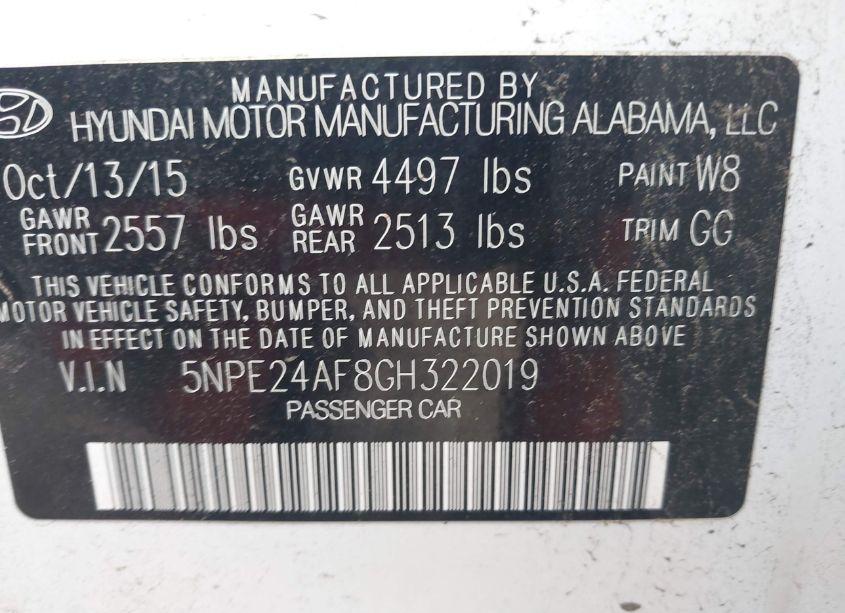 MANUFACTURED BY
HYUNDAI MOTOR MANUFACTURING ALABAMA, LLC
Oct/13/15 GVWR 4497 lbs PAINT W8
GAWR FRONT 2557 lbs GAWR REAR 2513 lbs TRIM GG
THIS VEHICLE CONFORMS TO ALL APPLICABLE U.S.A. FEDERAL
MOTOR VEHICLE SAFETY, BUMPER, AND THEFT PREVENTION STANDARDS
IN EFFECT ON THE DATE OF MANUFACTURE SHOWN ABOVE
V.I.N 5NPE24AF8GH322019
PASSENGER CAR